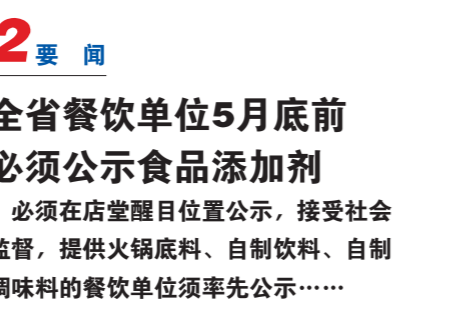 2要 闻
全省餐饮单位5月底前
必须公示食品添加剂
必须在店堂醒目位置公示，接受社会
监督，提供火锅底料、自制饮料、自制
调味料的餐饮单位须率先公示……